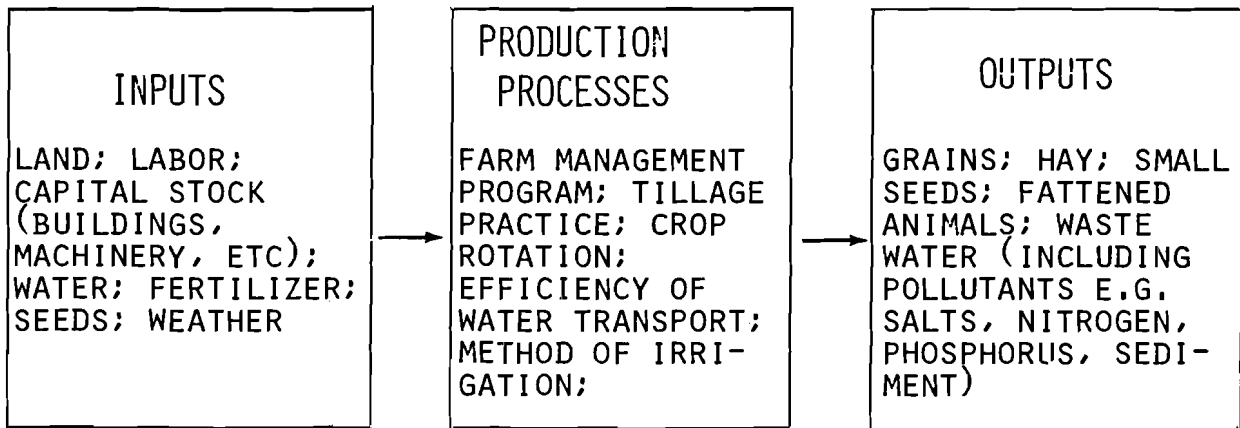 INPUTS
LAND; LABOR;
CAPITAL STOCK
(BUILDINGS,
MACHINERY, ETC);
WATER; FERTILIZER;
SEEDS; WEATHER
PRODUCTION
PROCESSES
FARM MANAGEMENT
PROGRAM; TILLAGE
PRACTICE; CROP
ROTATION;
EFFICIENCY OF
WATER TRANSPORT;
METHOD OF IRRI-
GATION;
OUTPUTS
GRAINS; HAY; SMALL
SEEDS; FATTENED
ANIMALS; WASTE
WATER (INCLUDING
POLLUTANTS E.G.
SALTS, NITROGEN,
PHOSPHORUS, SEDI-
MENT)